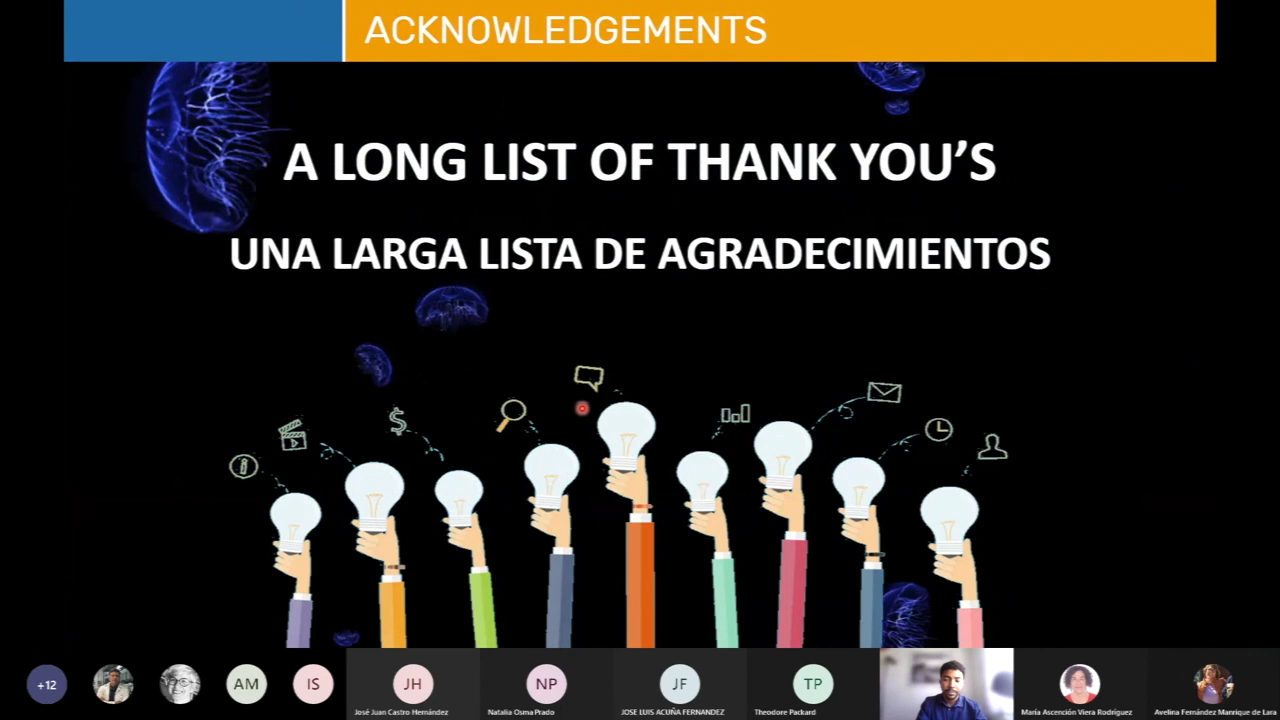 ACKNOWLEDGEMENTS
A LONG LIST OF THANK YOU’S
UNA LARGA LISTA DE AGRADECIMIENTOS
$
i
+12
AM
IS
JH
NP
JF
TP
José Juan Castro Hernández
Natalia Osma Prado
JOSE LUIS ACUÑA FERNANDEZ
Theodore Packard
María Ascención Viera Rodríguez
Avelina Fernández Manrique de Lara